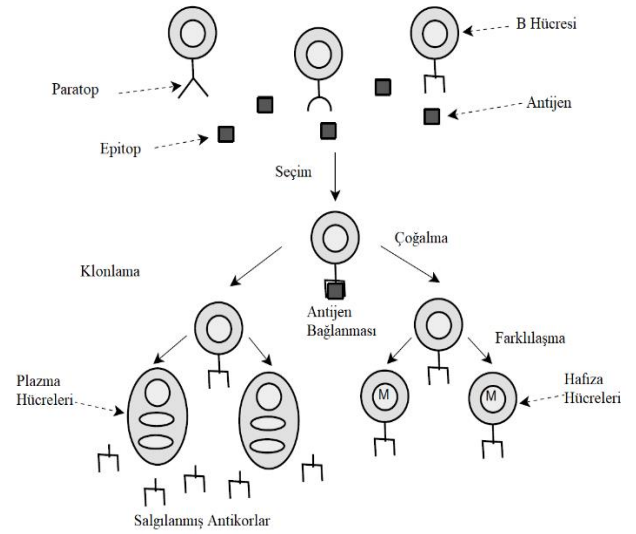 B Hücresi
Paratop
Antijen
Epitop
Seçim
Çoğalma
Klonlama
Antijen
Bağlanması
Farklılaşma
Plazma
Hücreleri
M
M
Hafıza
Hücreleri
Salgılanmış Antikorlar